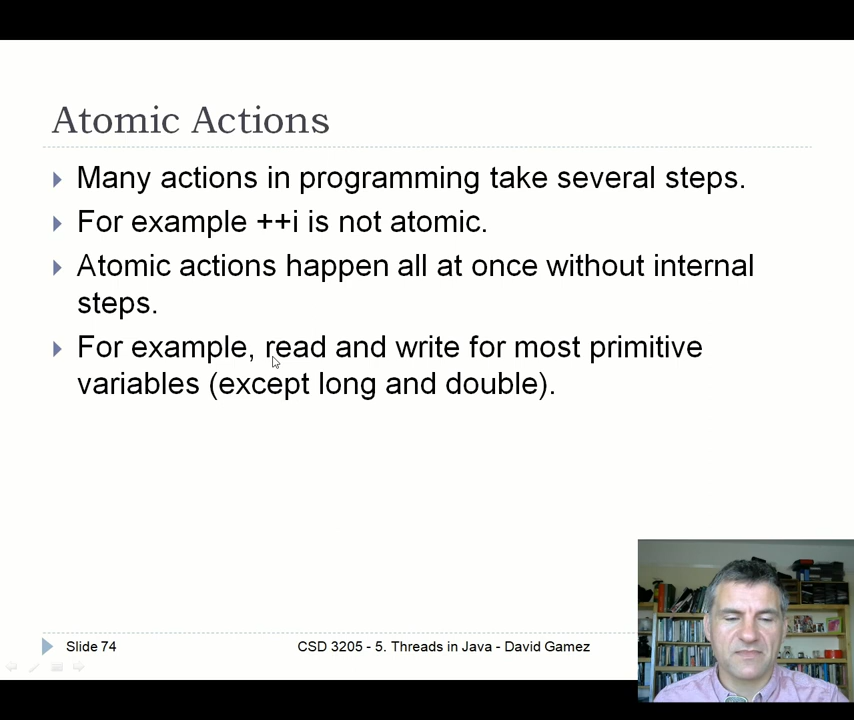 Atomic Actions
Many actions in programming take several steps.
For example ++i is not atomic.
Atomic actions happen all at once without internal
steps.
For example, read and write for most primitive
variables (except long and double).
Slide 74
CSD 3205 - 5. Threads in Java - David Gamez